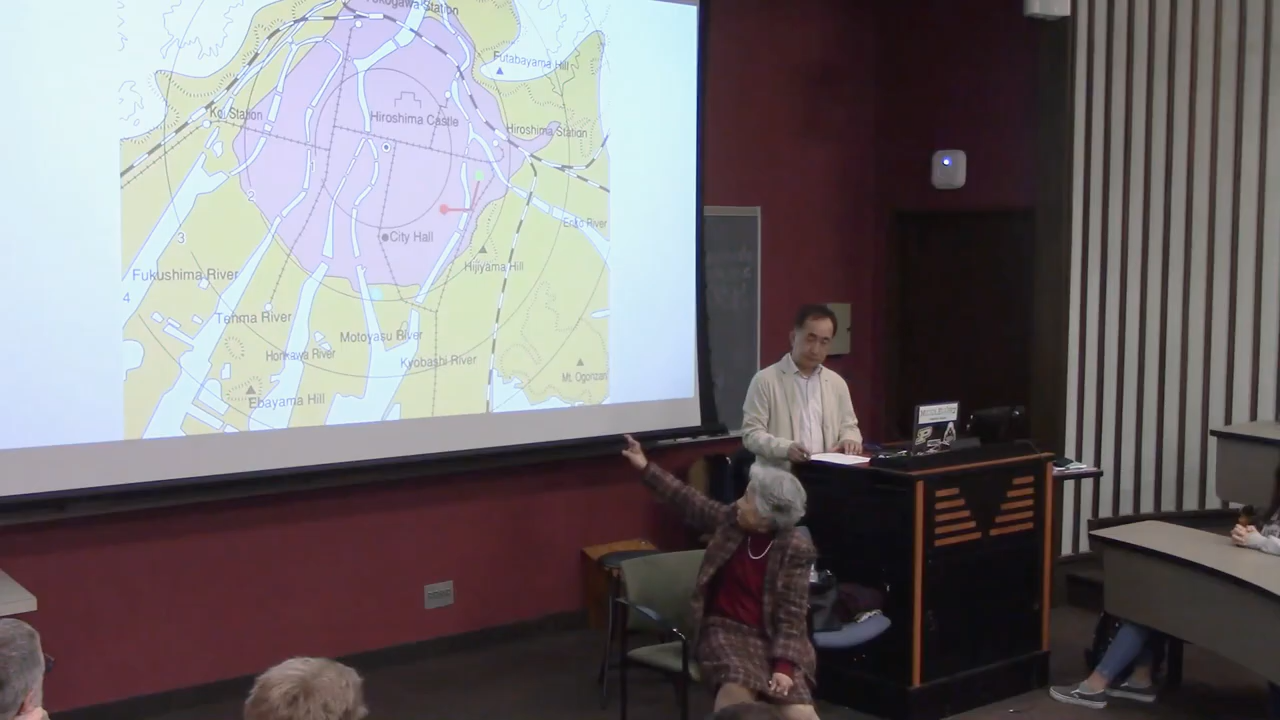 Yokogawa Station
Futabayama Hill
Koi Station
Hiroshima Castle
Hiroshima Station
2
Enko River
3
City Hall
Hijiyama Hill
Fukushima River
4
Tenma River
Motoyasu River
Honkawa River
Kyobashi River
Mt. Ogonzan
Ebayama Hill